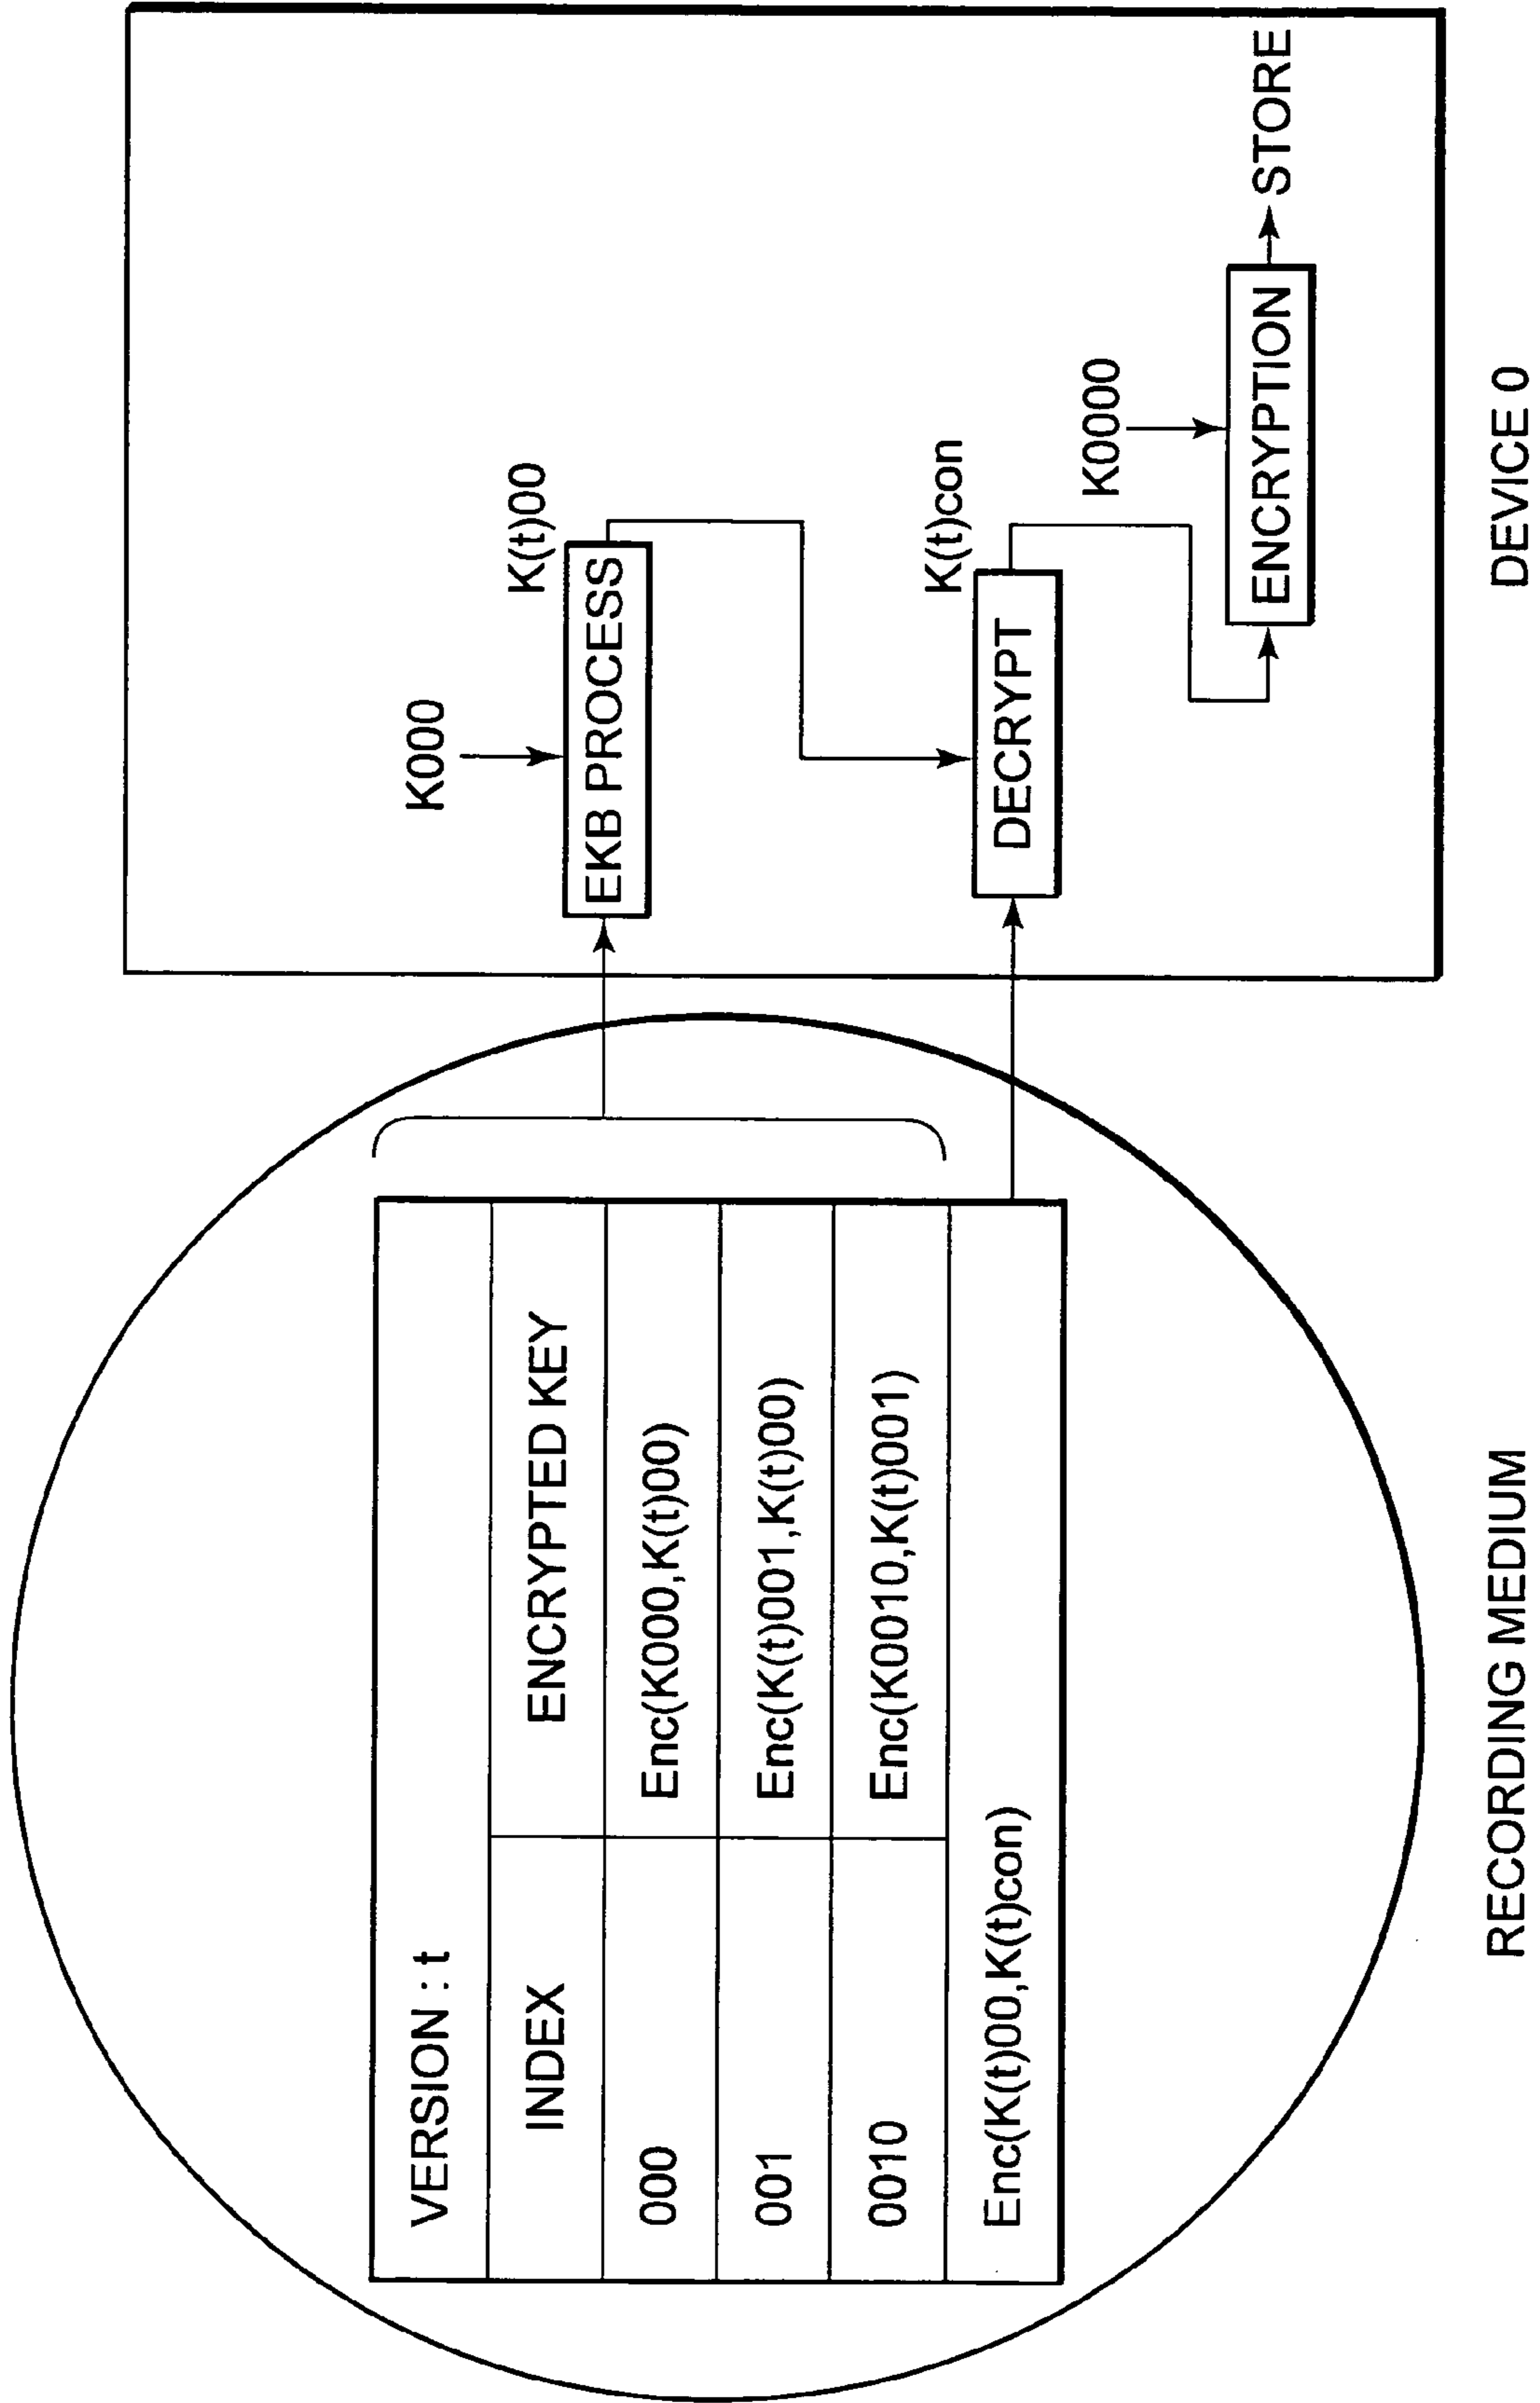 VERSION : t
INDEX
ENCRYPTED KEY
000
Enc(K000,K(t)00)
001
Enc(K(t)001,K(t)00)
0010
Enc(K0010,K(t)001)
Enc(K(t)00,K(t)con)
RECORDING MEDIUM
K000
EKB PROCESS
K(t)00
DECRYPT
K(t)con
K0000
ENCRYPTION
STORE
DEVICE 0